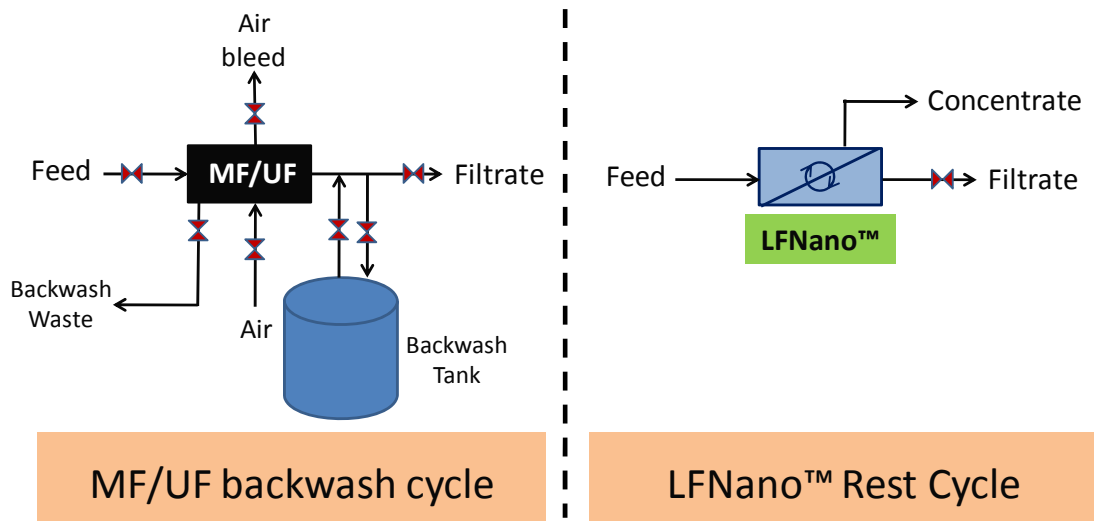 Air
bleed
Feed
MF/UF
Filtrate
Backwash
Waste
Air
Backwash
Tank
MF/UF backwash cycle
Concentrate
Feed
Filtrate
LFNano™
LFNano™ Rest Cycle